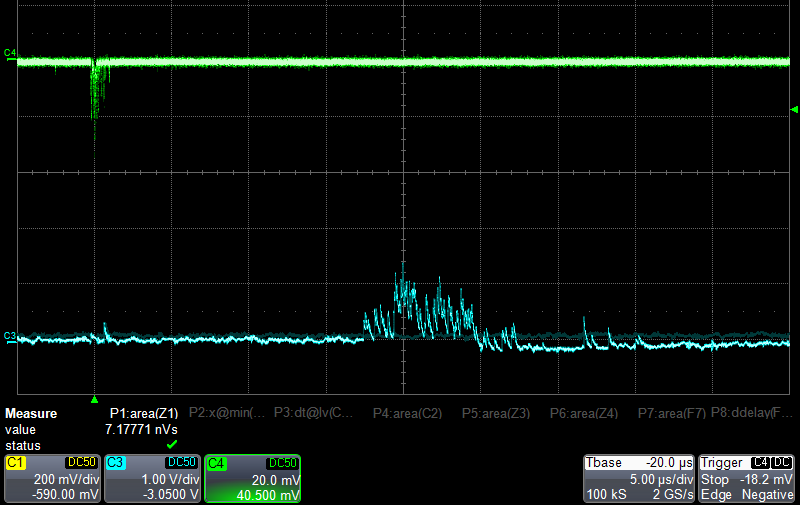 C4
C3
Measure P1:area(Z1) P2:x@min(... P3:dt@lv(C... P4:area(C2) P5:area(Z3) P6:area(Z4) P7:area(F7) P8:ddelay(F...
value 7.17771 nVs
status
C1 DC50 C3 DC50 C4 DC50 Tbase -20.0 µs Trigger C4 DC
200 mV/div 1.00 V/div 20.0 mV 5.00 µs/div Stop -18.2 mV
-590.00 mV -3.0500 V 40.500 mV 100 kS 2 GS/s Edge Negative